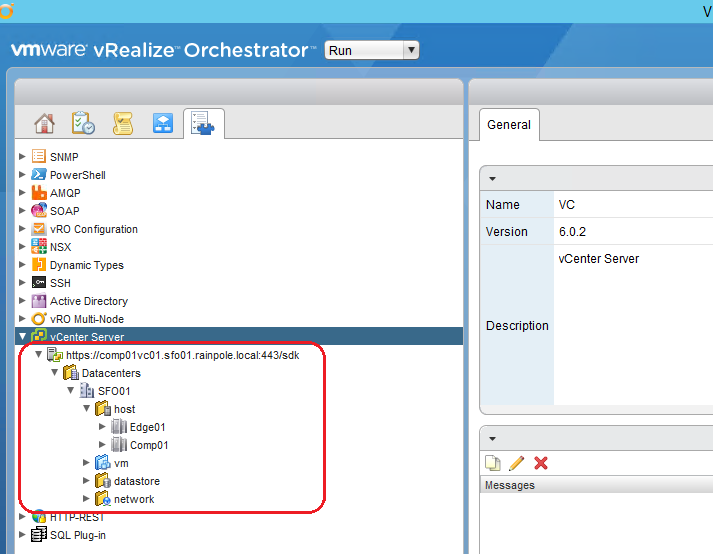 V
vmware® vRealize™ Orchestrator™ Run
General
SNMP
PowerShell
AMQP
SOAP
vRO Configuration
NSX
Dynamic Types
SSH
Active Directory
vRO Multi-Node
vCenter Server
https://comp01vc01.sfo01.rainpole.local:443/sdk
Datacenters
SFO01
host
Edge01
Comp01
vm
datastore
network
HTTP-REST
SQL Plug-in
Name VC
Version 6.0.2
Description vCenter Server
Messages